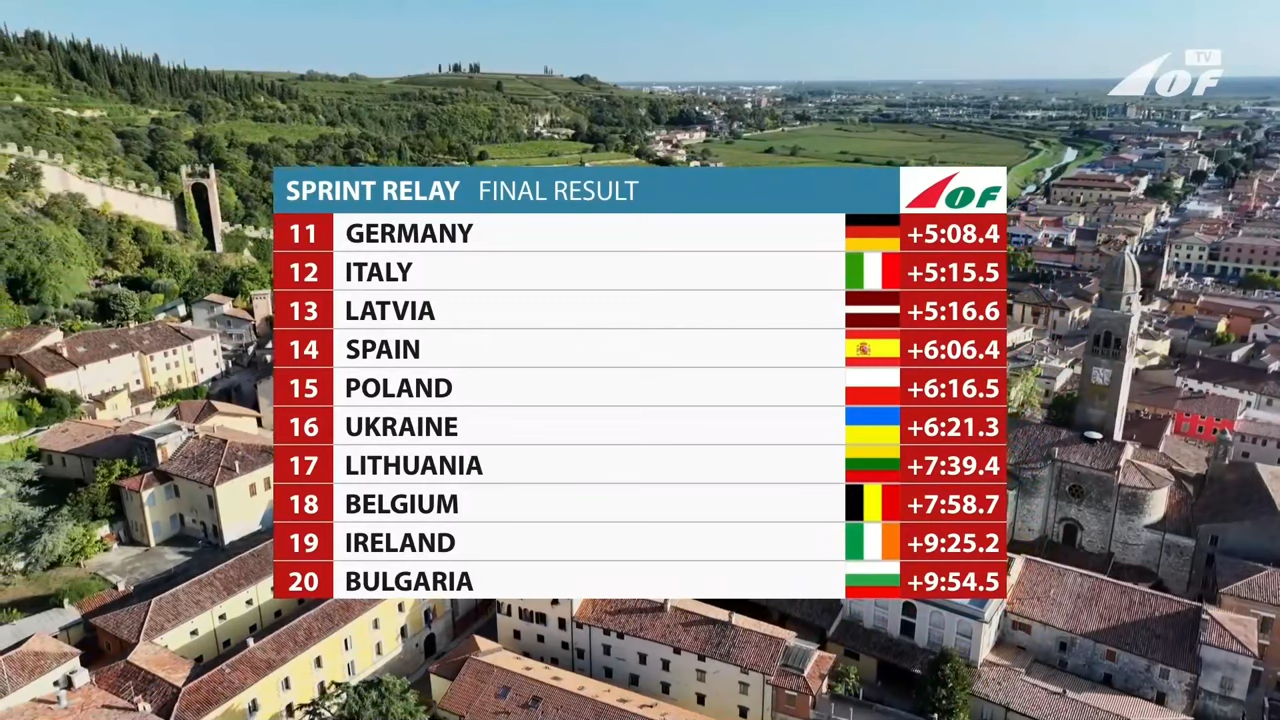 TV
IOF
SPRINT RELAY FINAL RESULT IOF
11 GERMANY +5:08.4
12 ITALY +5:15.5
13 LATVIA +5:16.6
14 SPAIN +6:06.4
15 POLAND +6:16.5
16 UKRAINE +6:21.3
17 LITHUANIA +7:39.4
18 BELGIUM +7:58.7
19 IRELAND +9:25.2
20 BULGARIA +9:54.5